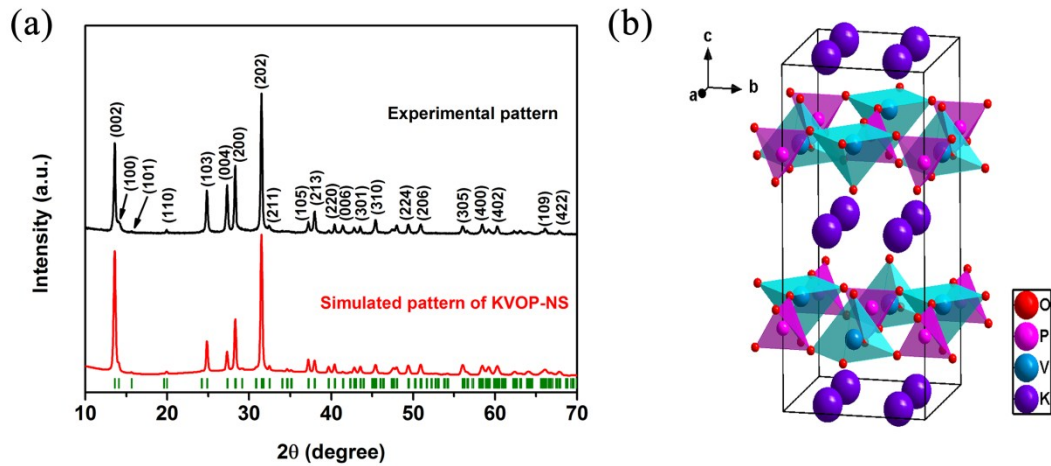 (a)
Intensity (a.u.)
(002)
(100)
(101)
(110)
(103)
(004)
(200)
(202)
(211)
(105)
(213)
(220)
(006)
(301)
(310)
(224)
(206)
(305)
(400)
(402)
(109)
(422)
Experimental pattern
Simulated pattern of KVOP-NS
10 20 30 40 50 60 70
2θ (degree)
(b)
c
a
b
O
P
V
K